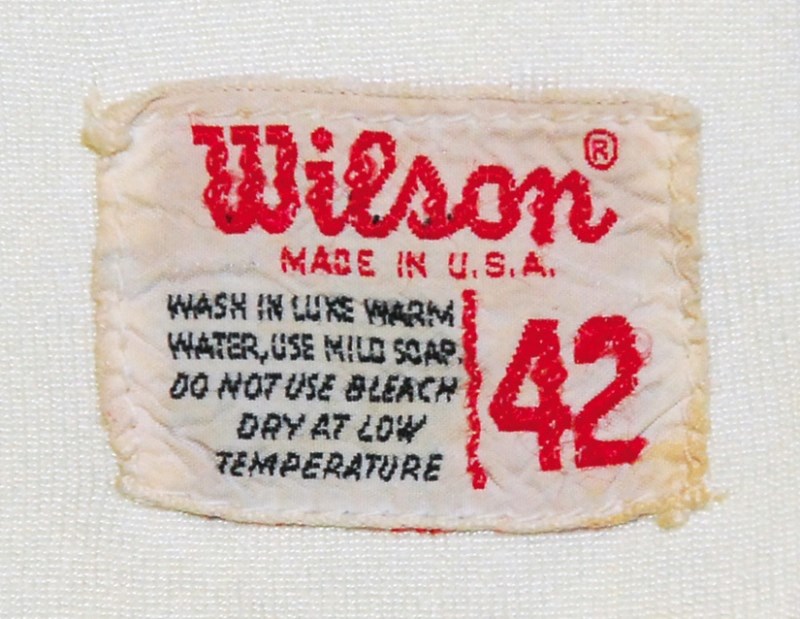 Wilson ®
MADE IN U.S.A.
WASH IN LUKE WARM
WATER, USE MILD SOAP.
DO NOT USE BLEACH
DRY AT LOW
TEMPERATURE
42